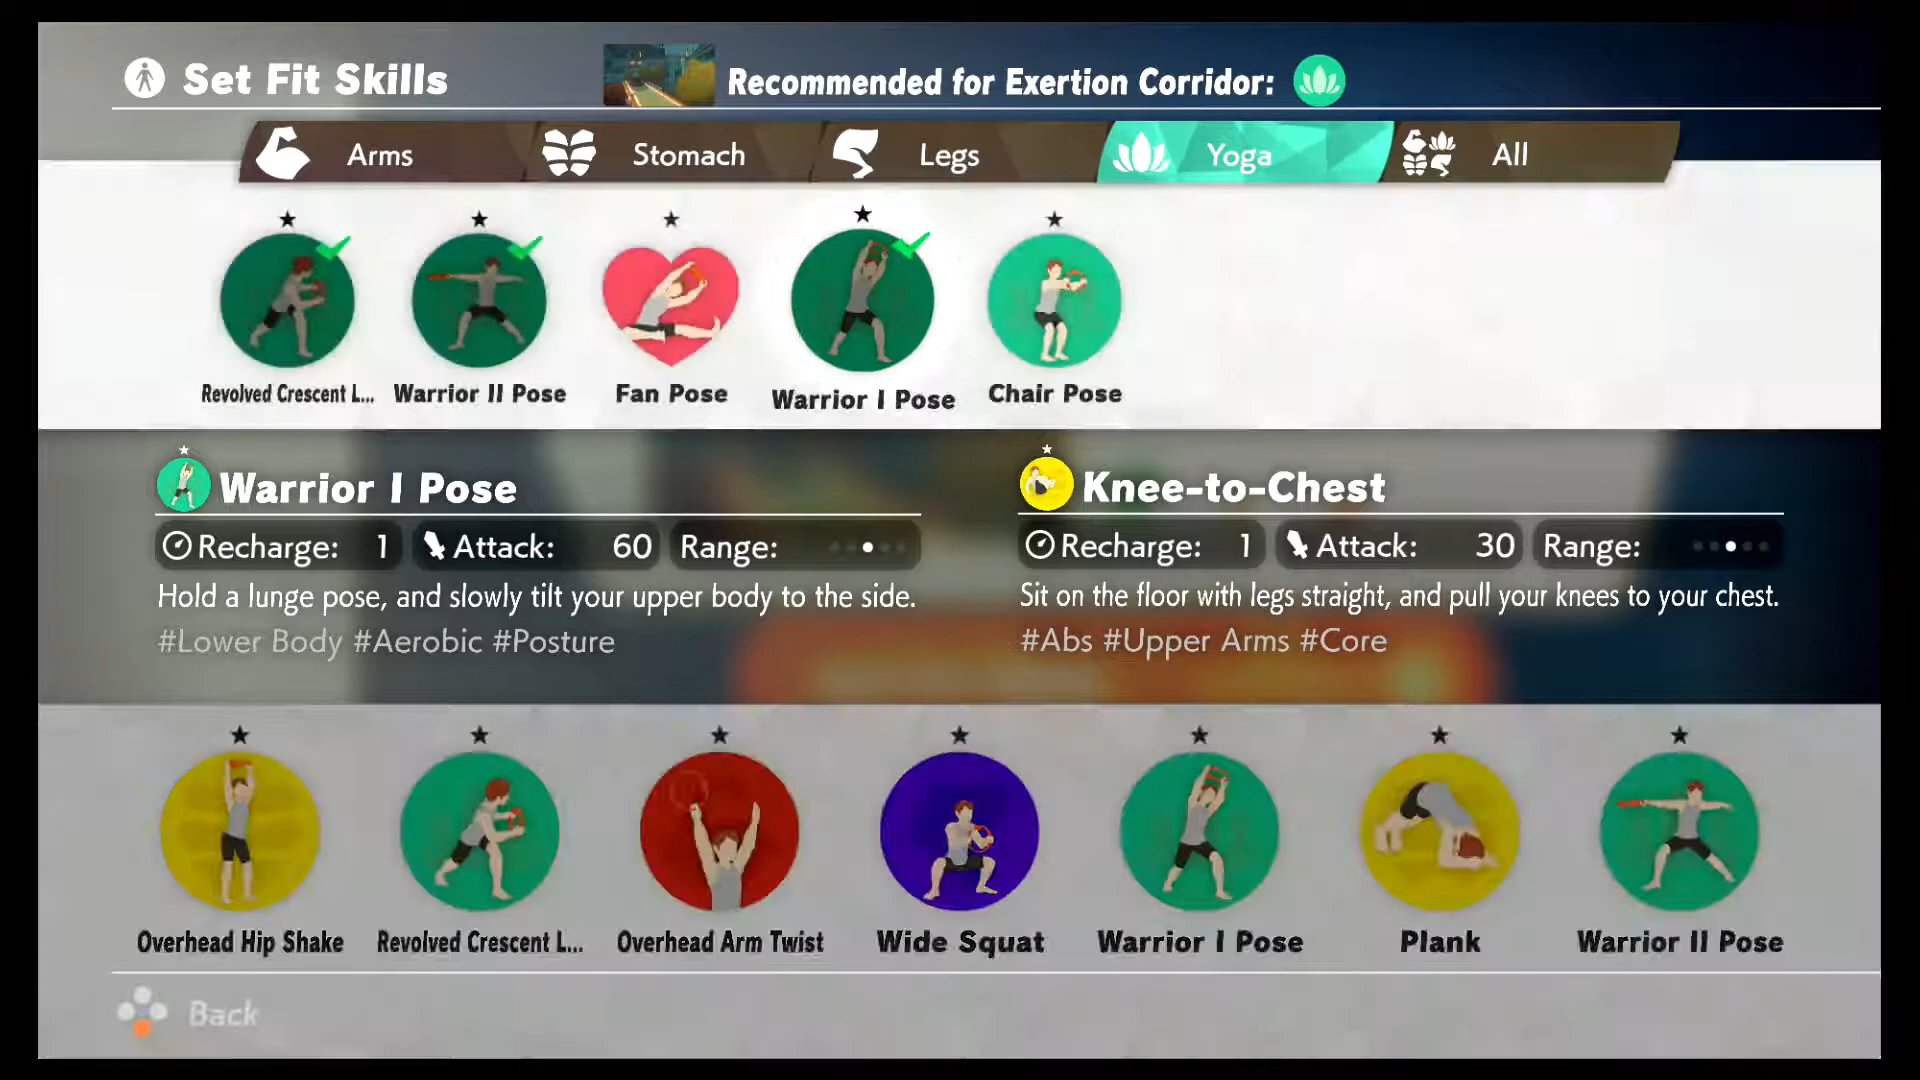 Set Fit Skills
Recommended for Exertion Corridor:
Arms
Stomach
Legs
Yoga
All
Revolved Crescent L...
Warrior II Pose
Fan Pose
Warrior I Pose
Chair Pose
Warrior I Pose
Recharge: 1
Attack: 60
Range:
Hold a lunge pose, and slowly tilt your upper body to the side.
#Lower Body #Aerobic #Posture
Knee-to-Chest
Recharge: 1
Attack: 30
Range:
Sit on the floor with legs straight, and pull your knees to your chest.
#Abs #Upper Arms #Core
Overhead Hip Shake
Revolved Crescent L...
Overhead Arm Twist
Wide Squat
Warrior I Pose
Plank
Warrior II Pose
Back